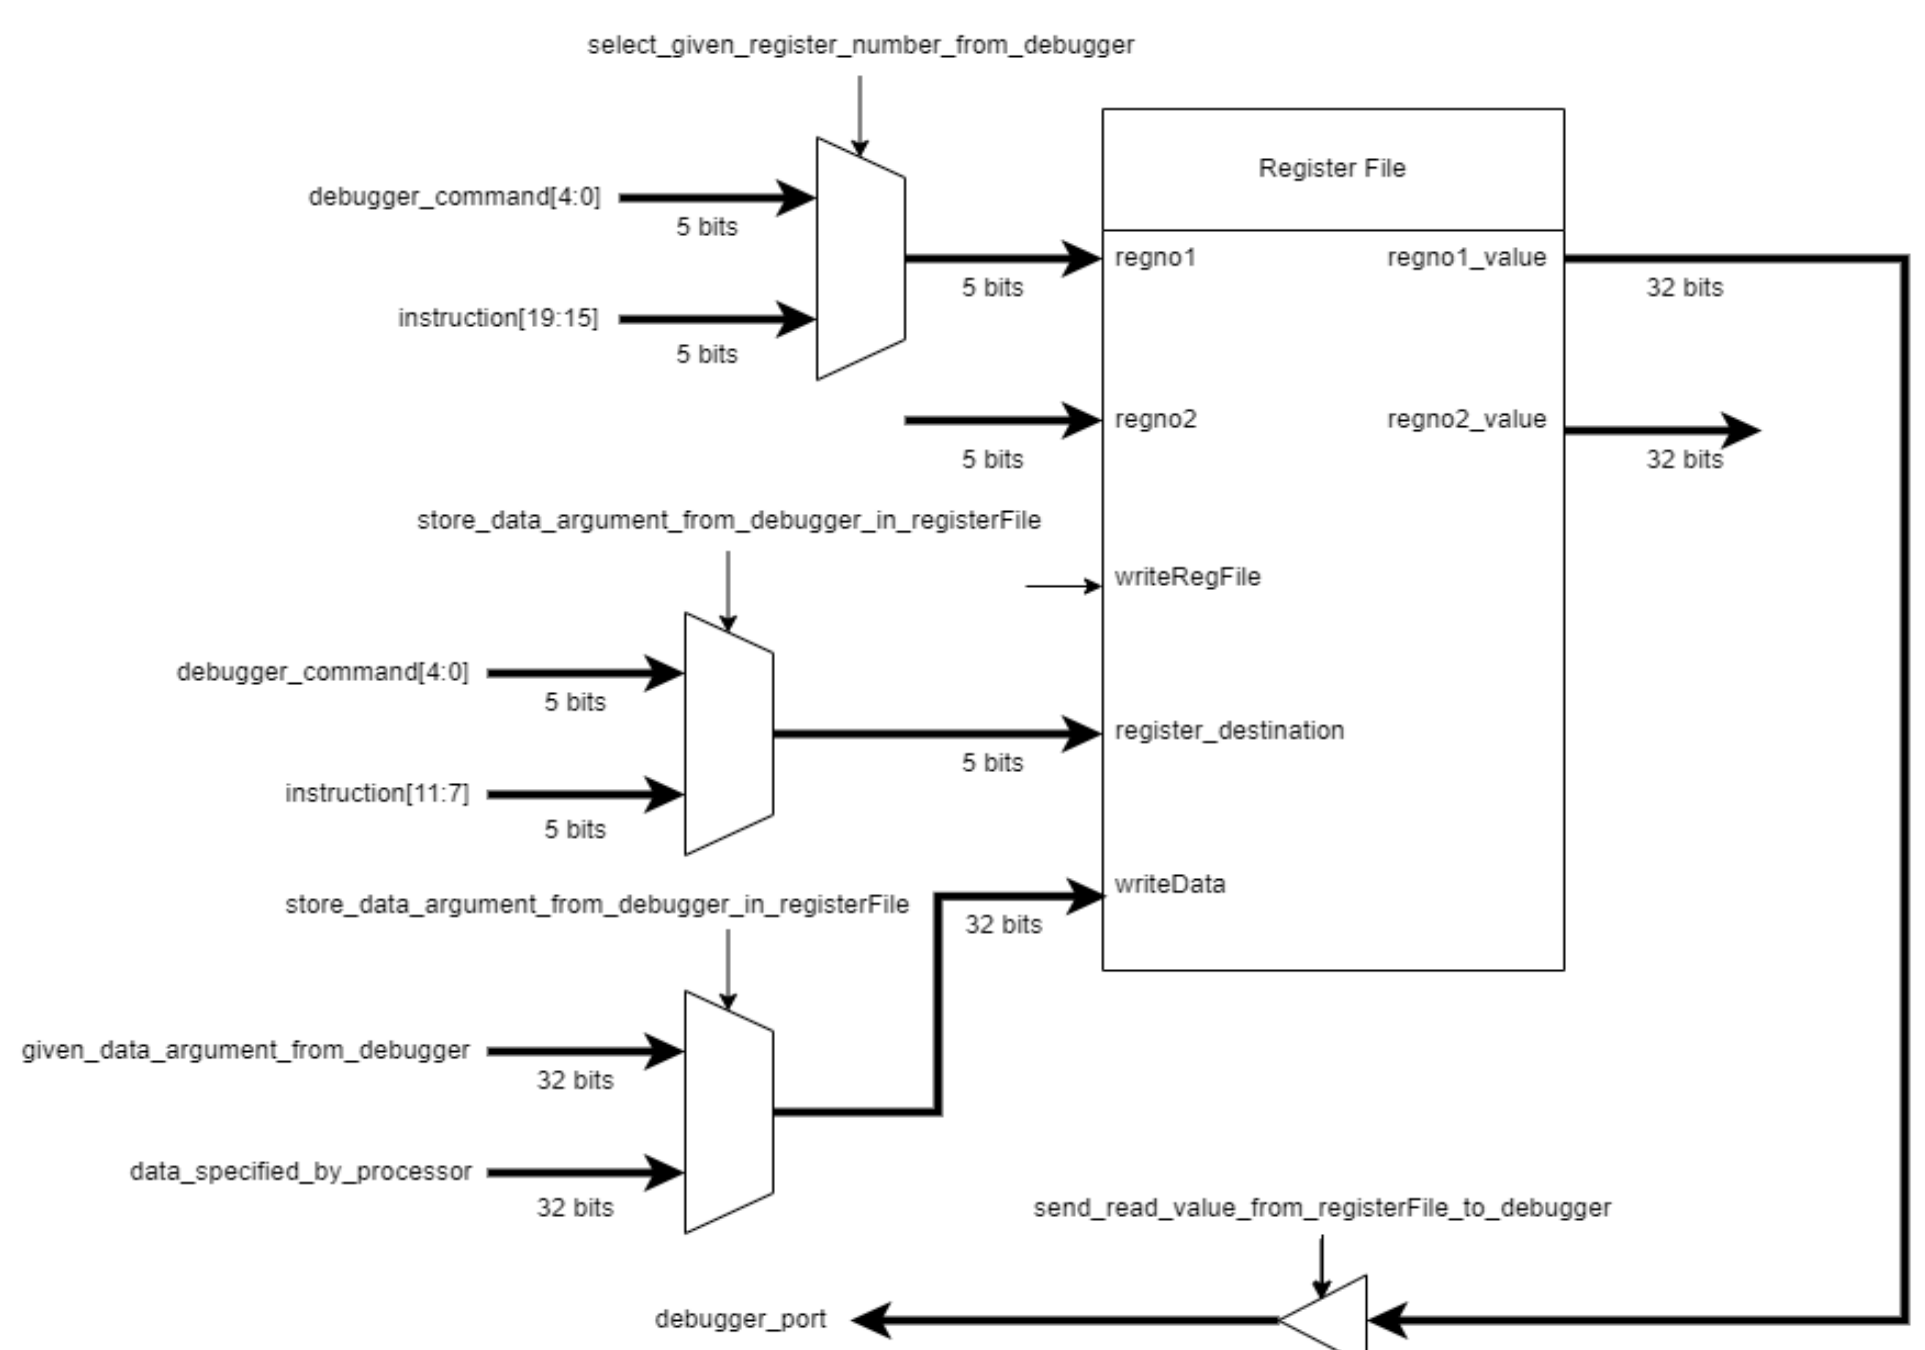 select_given_register_number_from_debugger
Register File
debugger_command[4:0]
5 bits
regno1
regno1_value
5 bits
32 bits
instruction[19:15]
5 bits
regno2
regno2_value
5 bits
32 bits
store_data_argument_from_debugger_in_registerFile
writeRegFile
debugger_command[4:0]
5 bits
register_destination
5 bits
instruction[11:7]
5 bits
writeData
store_data_argument_from_debugger_in_registerFile
32 bits
given_data_argument_from_debugger
32 bits
data_specified_by_processor
32 bits
send_read_value_from_registerFile_to_debugger
debugger_port